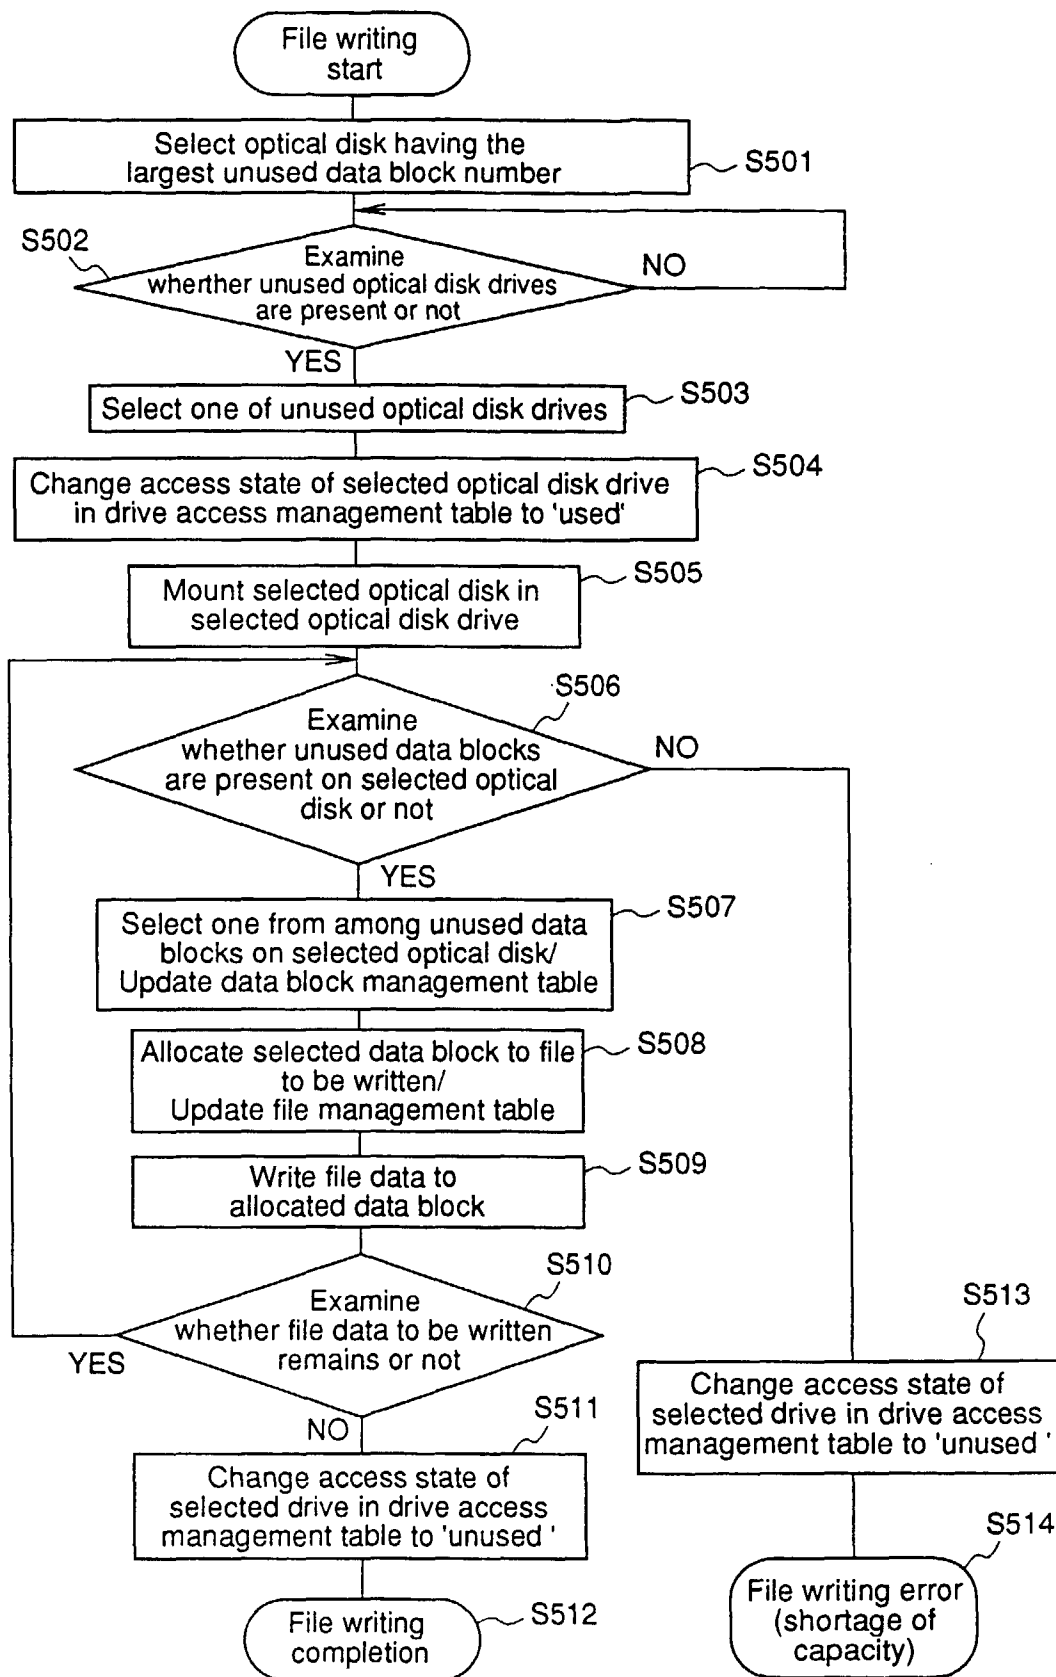 File writing
start
Select optical disk having the
largest unused data block number
S501
S502
Examine
wherther unused optical disk drives
are present or not
NO
YES
Select one of unused optical disk drives
S503
Change access state of selected optical disk drive
in drive access management table to 'used'
S504
Mount selected optical disk in
selected optical disk drive
S505
S506
Examine
whether unused data blocks
are present on selected optical
disk or not
NO
YES
Select one from among unused data
blocks on selected optical disk/
Update data block management table
S507
Allocate selected data block to file
to be written/
Update file management table
S508
Write file data to
allocated data block
S509
S510
Examine
whether file data to be written
remains or not
YES
NO
S511
Change access state of
selected drive in drive access
management table to 'unused '
File writing
completion
S512
S513
Change access state of
selected drive in drive access
management table to 'unused '
S514
File writing error
(shortage of
capacity)